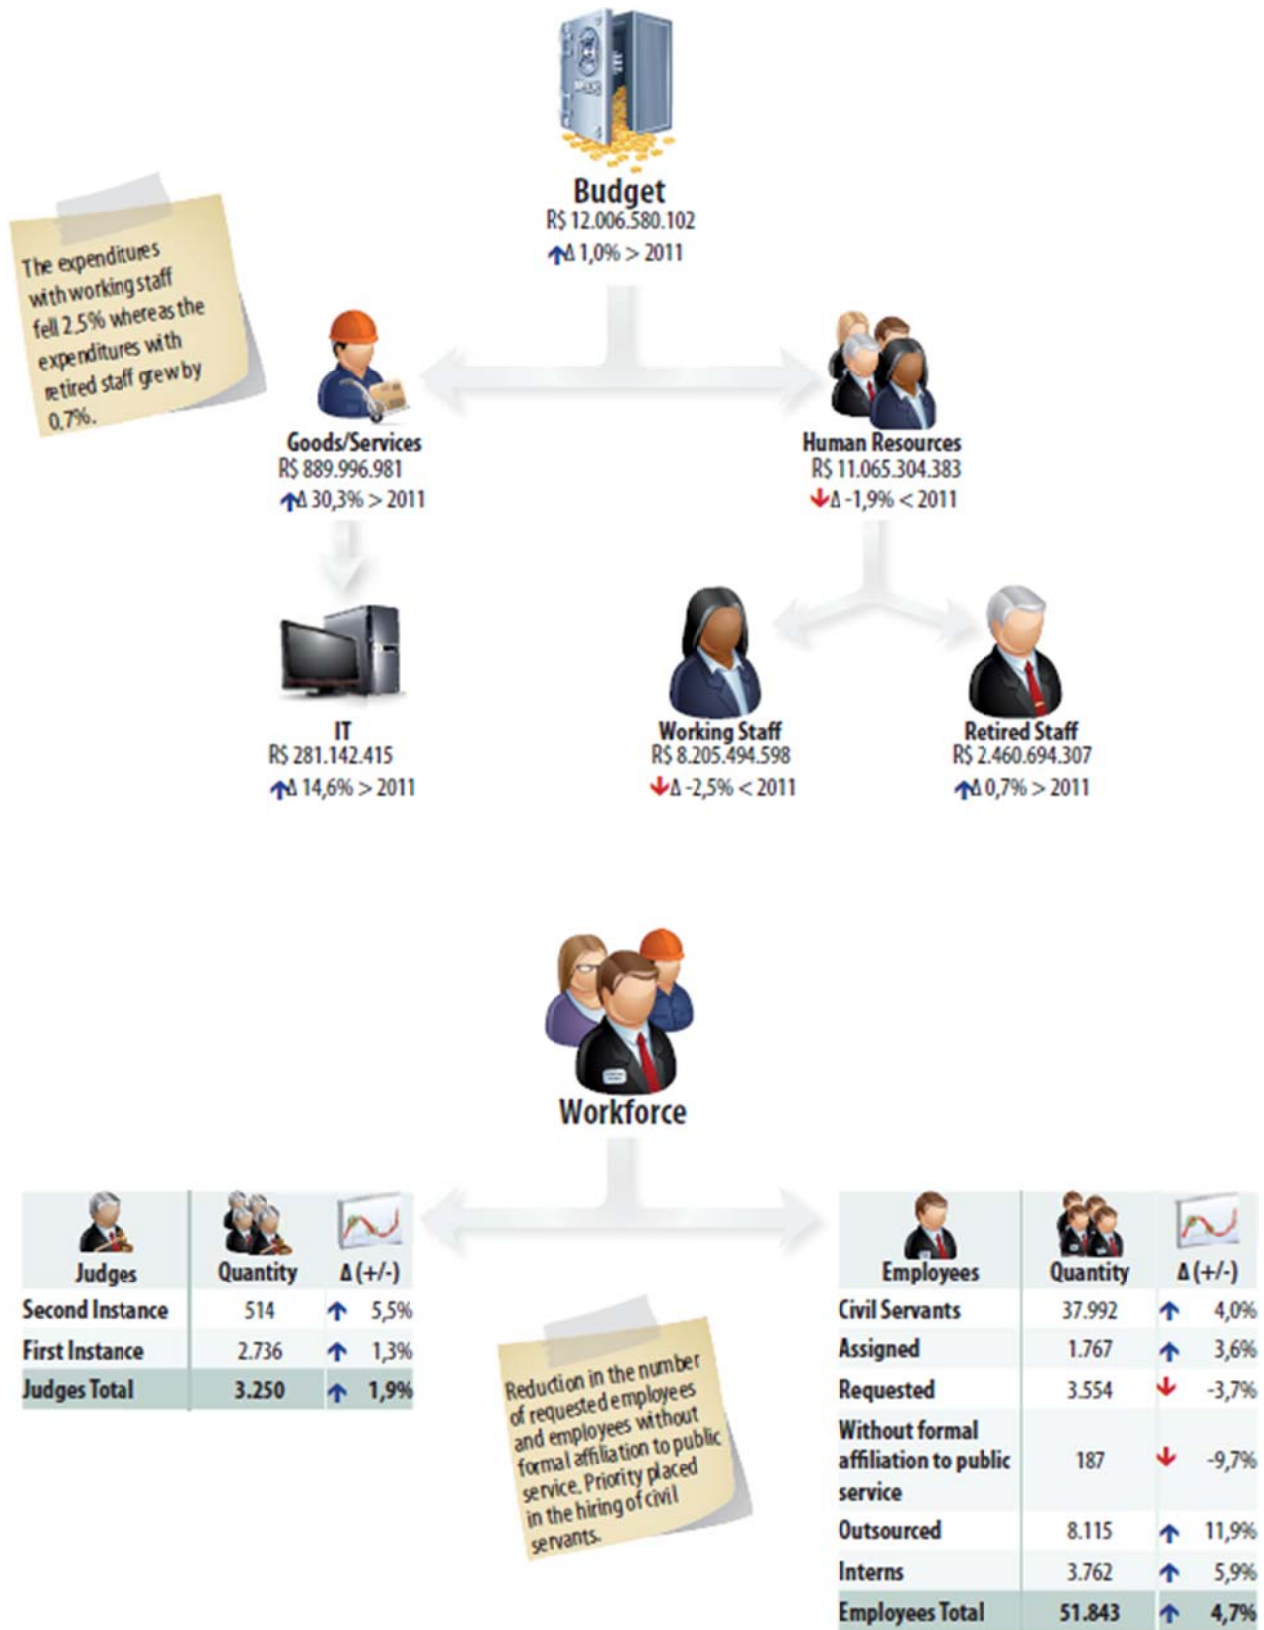 Budget
R$ 12.006.580.102
Δ 1,0% > 2011
The expenditures
with working staff
fell 2.5% whereas the
expenditures with
retired staff grew by
0,7%.
Goods/Services
R$ 889.996.981
Δ 30,3% > 2011
Human Resources
R$ 11.065.304.383
Δ -1,9% < 2011
IT
R$ 281.142.415
Δ 14,6% > 2011
Working Staff
R$ 8.205.494.598
Δ -2,5% < 2011
Retired Staff
R$ 2.460.694.307
Δ 0,7% > 2011
Workforce
Judges Quantity Δ (+/-)
Second Instance 514 5,5%
First Instance 2.736 1,3%
Judges Total 3.250 1,9%
Reduction in the number
of requested employees
and employees without
formal affiliation to public
service. Priority placed
in the hiring of civil
servants.
Employees Quantity Δ (+/-)
Civil Servants 37.992 4,0%
Assigned 1.767 3,6%
Requested 3.554 -3,7%
Without formal
affiliation to public 187 -9,7%
service
Outsourced 8.115 11,9%
Interns 3.762 5,9%
Employees Total 51.843 4,7%